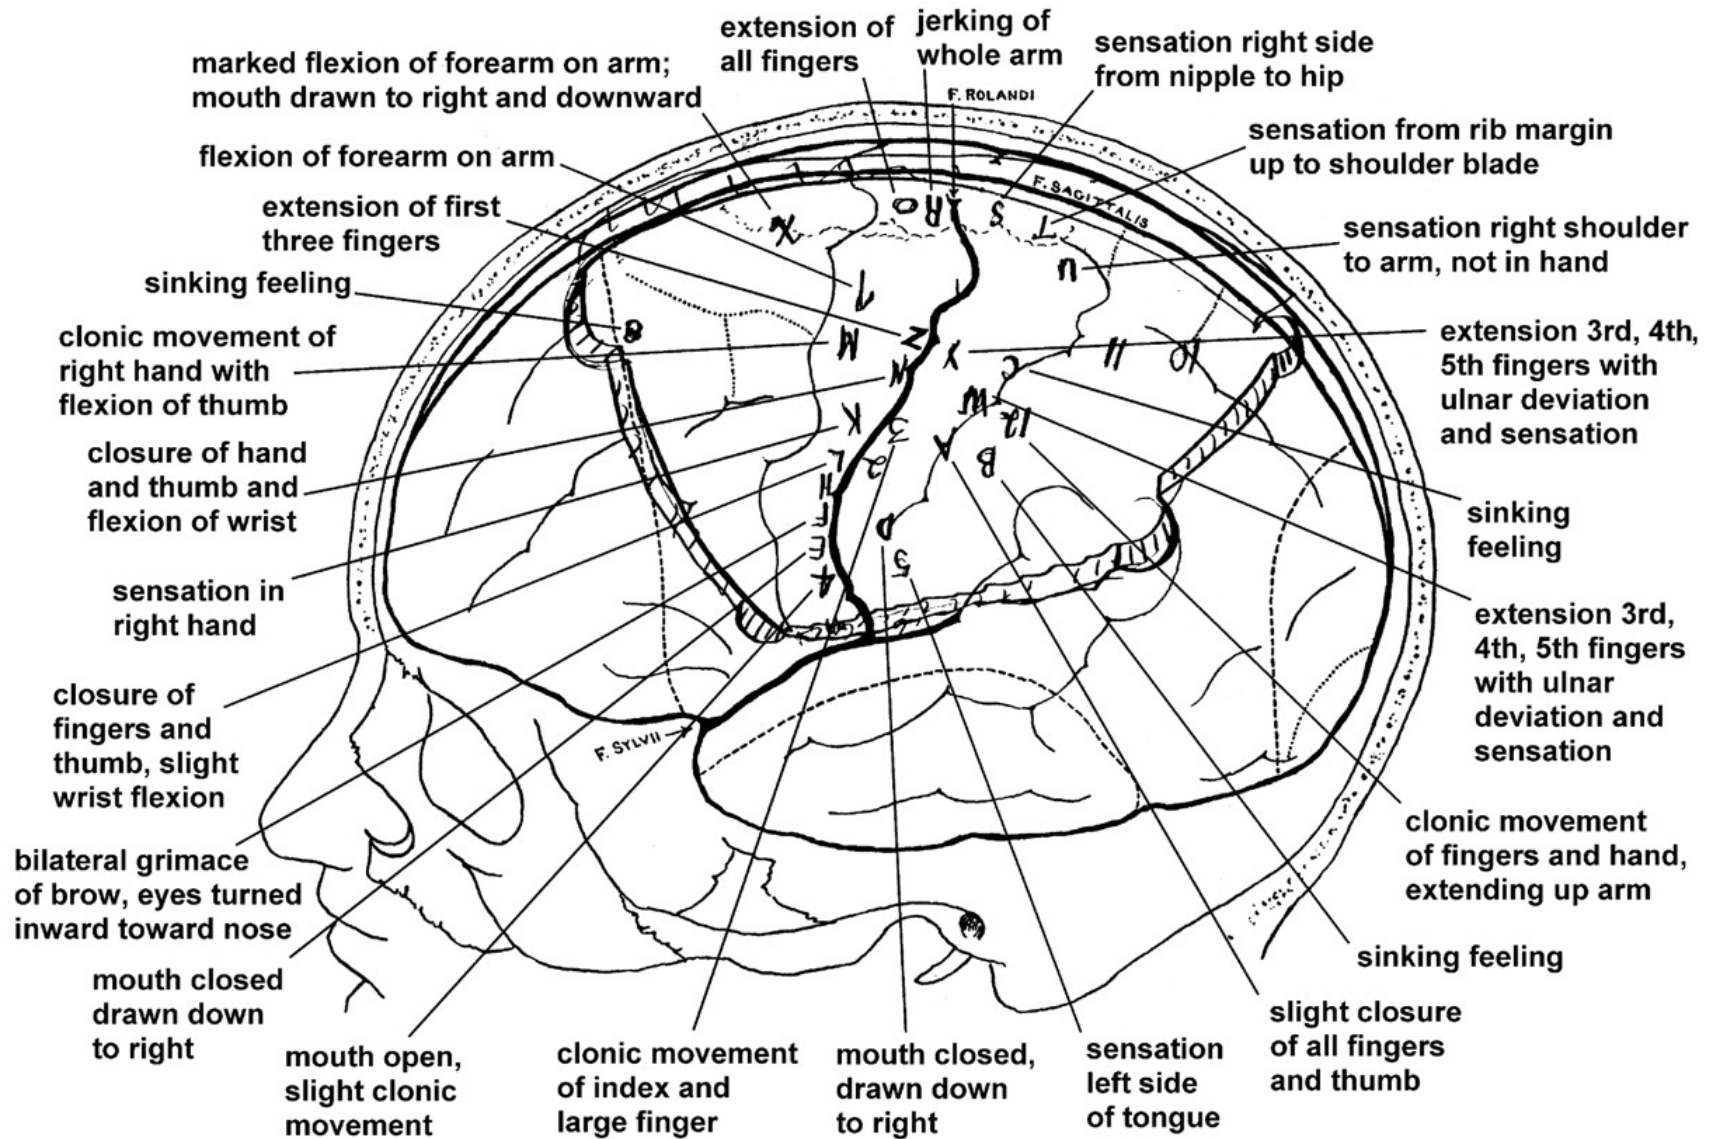 extension of
all fingers
jerking of
whole arm
sensation right side
from nipple to hip
marked flexion of forearm on arm;
mouth drawn to right and downward
F. ROLANDI
sensation from rib margin
up to shoulder blade
flexion of forearm on arm
F. SAGITTALIS
extension of first
three fingers
sensation right shoulder
to arm, not in hand
sinking feeling
clonic movement of
right hand with
flexion of thumb
extension 3rd, 4th,
5th fingers with
ulnar deviation
and sensation
closure of hand
and thumb and
flexion of wrist
sinking
feeling
sensation in
right hand
extension 3rd,
4th, 5th fingers
with ulnar
deviation and
sensation
closure of
fingers and
thumb, slight
wrist flexion
F. SYLVII
clonic movement
of fingers and hand,
extending up arm
bilateral grimace
of brow, eyes turned
inward toward nose
sinking feeling
mouth closed
drawn down
to right
slight closure
of all fingers
and thumb
mouth open,
slight clonic
movement
clonic movement
of index and
large finger
mouth closed,
drawn down
to right
sensation
left side
of tongue
O
R
S
T
U
M
Z
Y
C
11
10
N
W
12
K
3
A
B
L
2
H
F
D
E
5
4